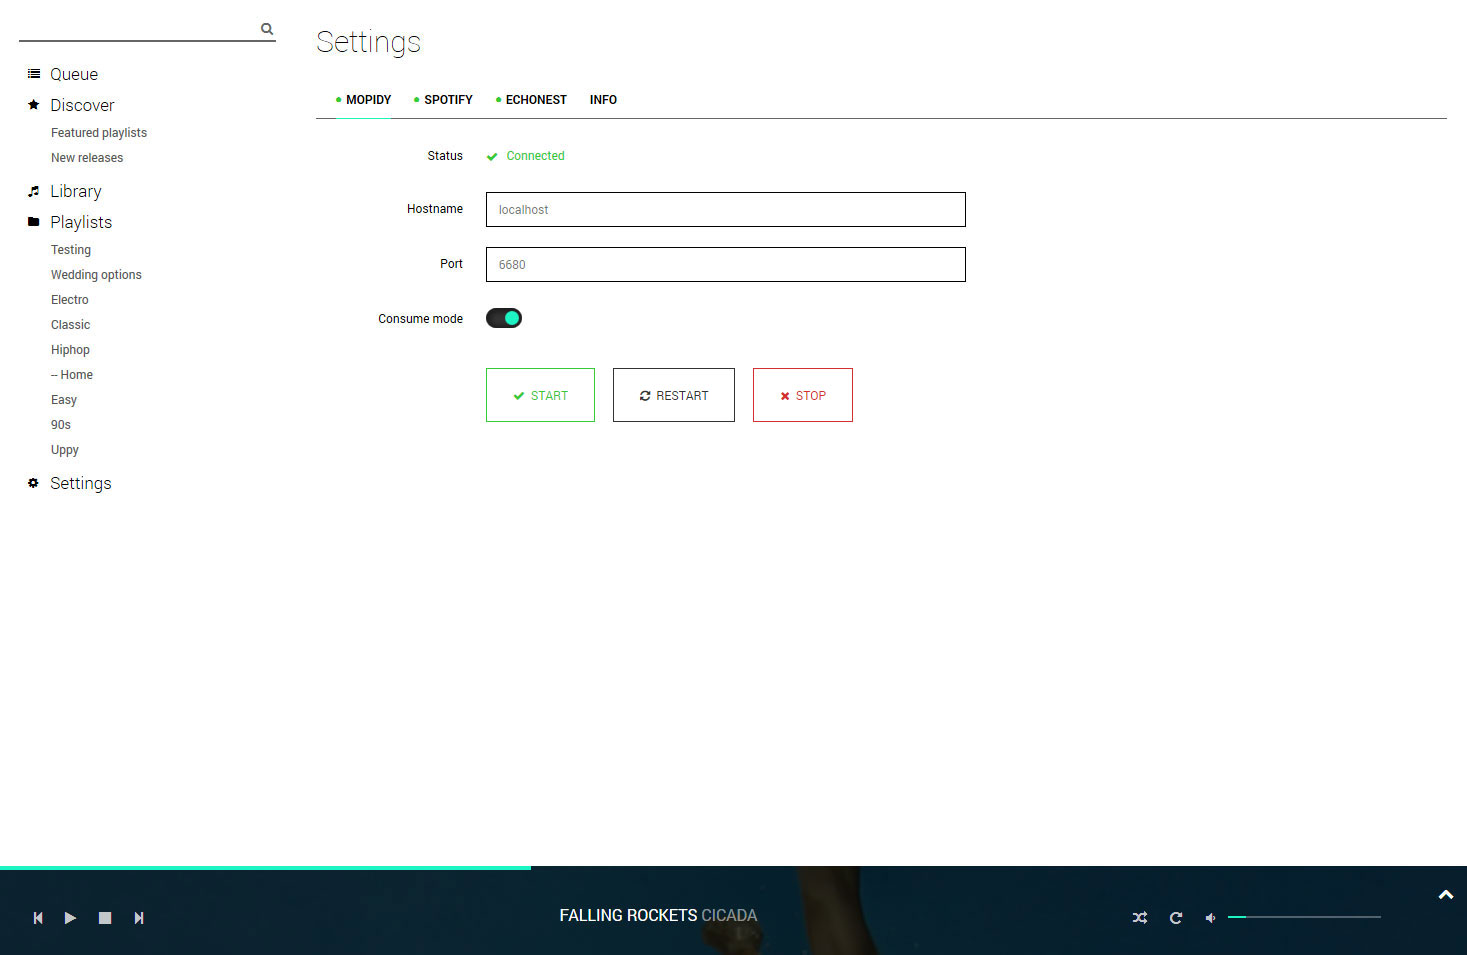 Queue
Discover
Featured playlists
New releases
Library
Playlists
Testing
Wedding options
Electro
Classic
Hiphop
-- Home
Easy
90s
Uppy
Settings
Settings
MOPIDY SPOTIFY ECHONEST INFO
Status Connected
Hostname localhost
Port 6680
Consume mode
START RESTART STOP
FALLING ROCKETS CICADA